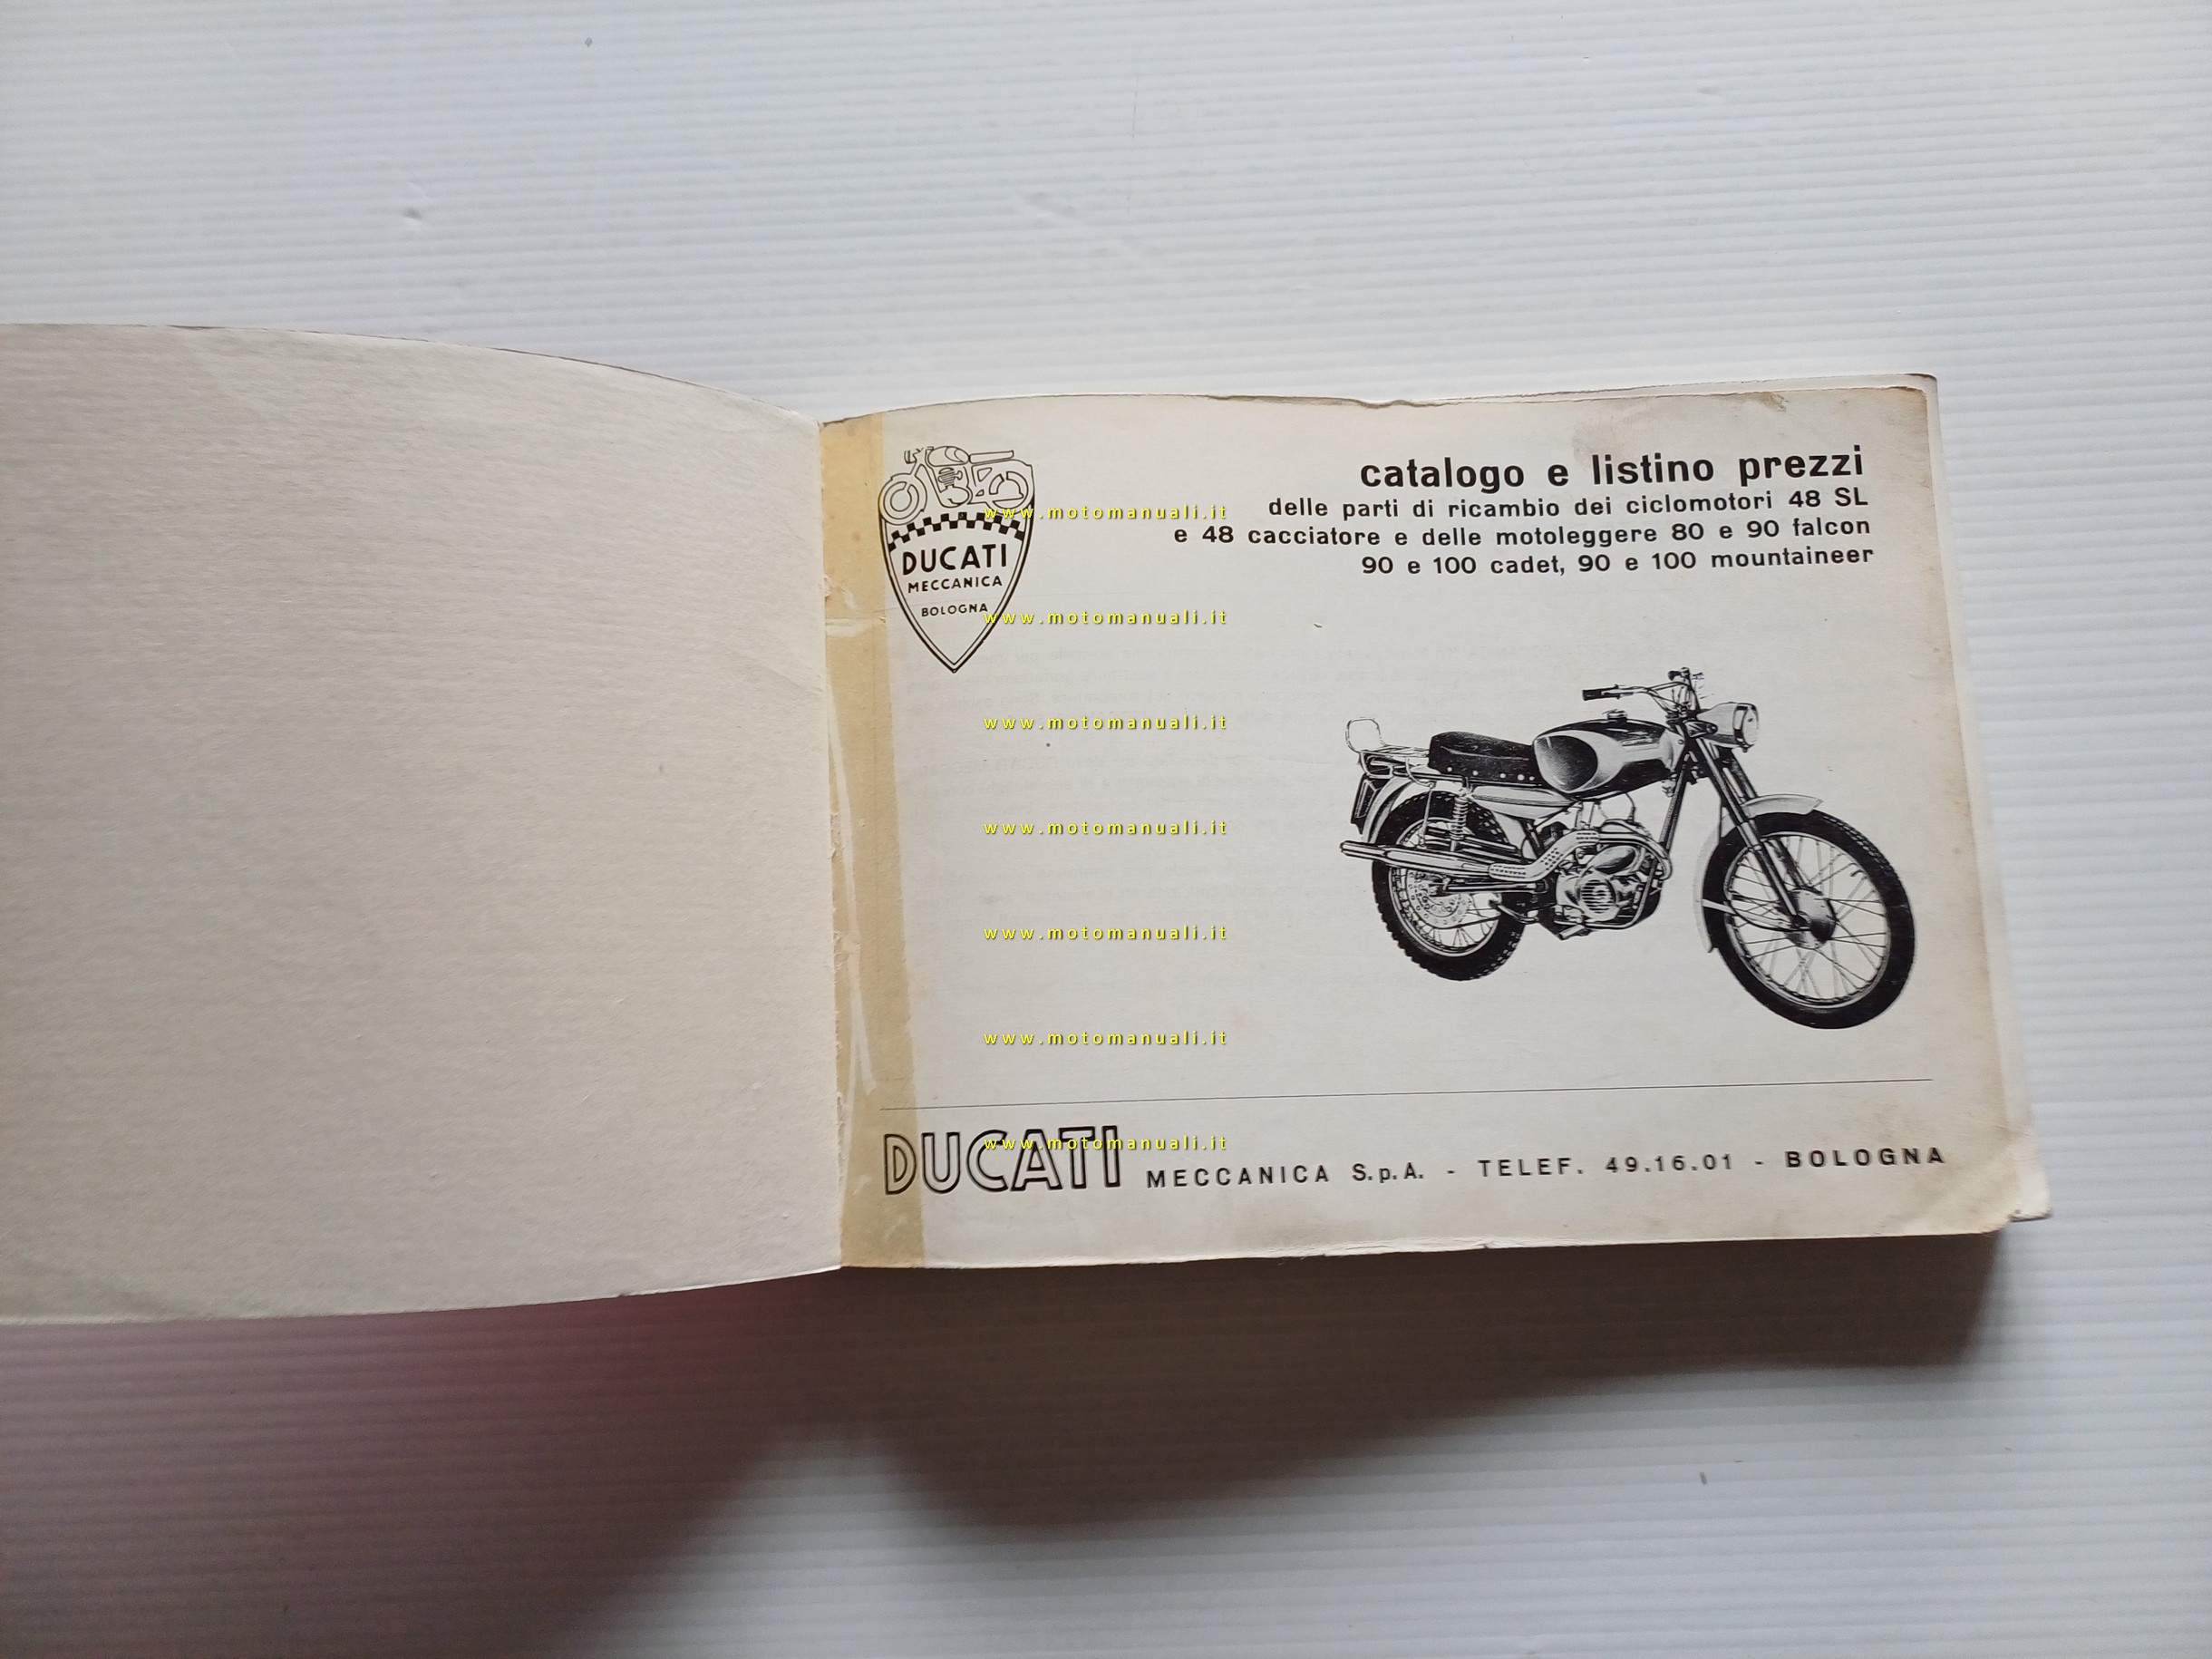 catalogo e listino prezzi
delle parti di ricambio dei ciclomotori 48 SL
e 48 cacciatore e delle motoleggere 80 e 90 falcon
90 e 100 cadet, 90 e 100 mountaineer
DUCATI
MECCANICA
BOLOGNA
www.motomanuali.it
www.motomanuali.it
www.motomanuali.it
www.motomanuali.it
www.motomanuali.it
www.motomanuali.it
www.motomanuali.it
DUCATI MECCANICA S.p.A. - TELEF. 49.16.01 - BOLOGNA